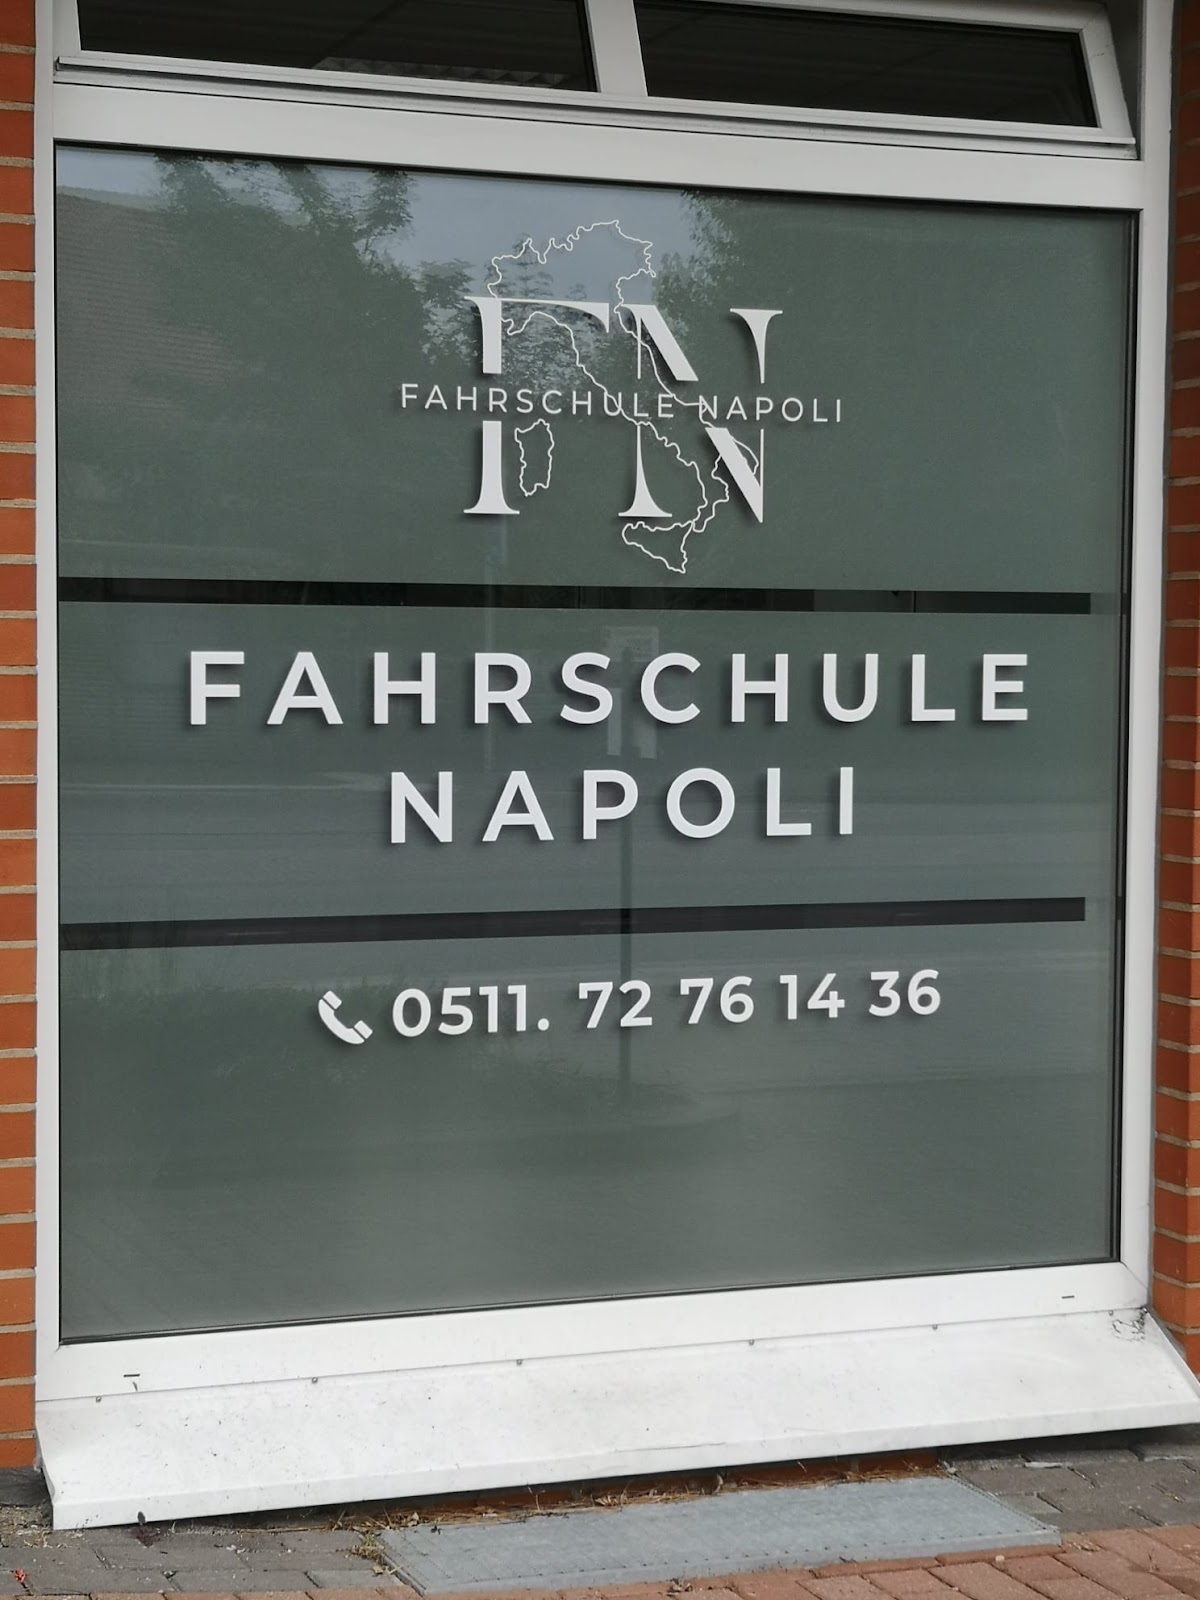 FN
FAHRSCHULE NAPOLI
FAHRSCHULE
NAPOLI
0511. 72 76 14 36